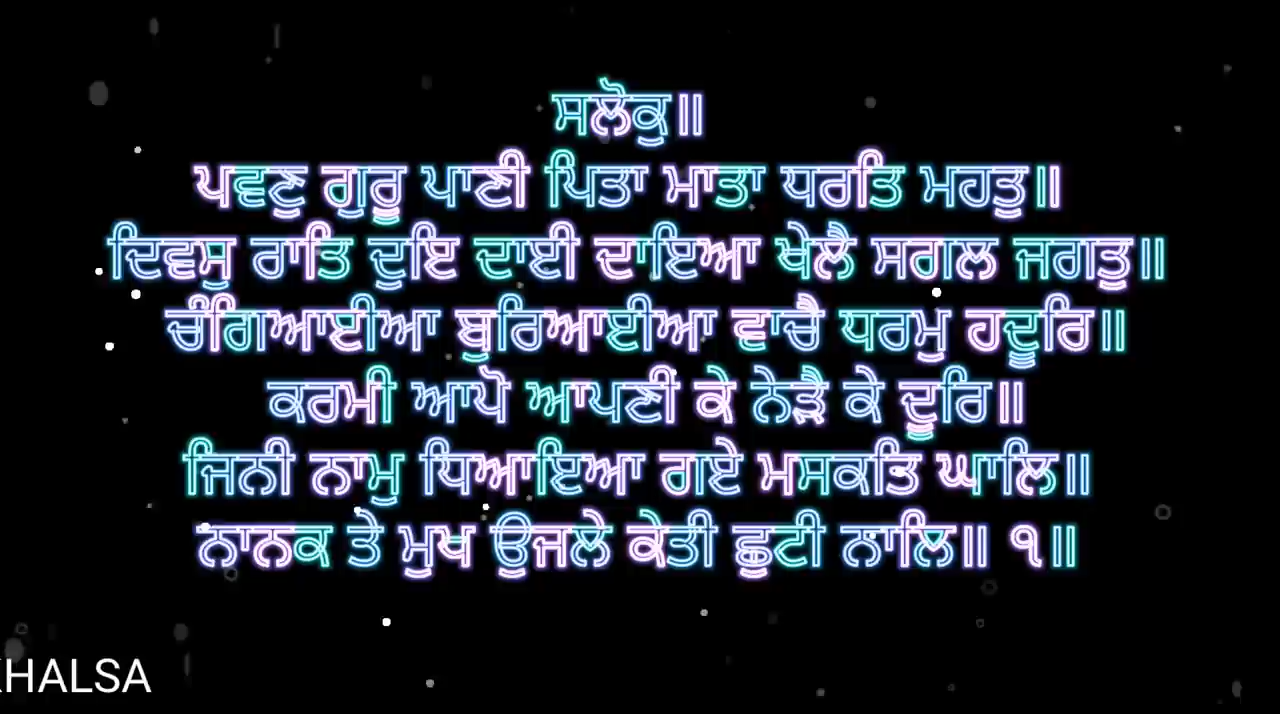 ਸਲੋਕੁ॥
ਪਵਣੁ ਗੁਰੂ ਪਾਣੀ ਪਿਤਾ ਮਾਤਾ ਧਰਤਿ ਮਹਤੁ॥
ਦਿਵਸੁ ਰਾਤਿ ਦੁਇ ਦਾਈ ਦਾਇਆ ਖੇਲੈ ਸਗਲ ਜਗਤੁ॥
ਚੰਗਿਆਈਆ ਬੁਰਿਆਈਆ ਵਾਚੈ ਧਰਮੁ ਹਦੂਰਿ॥
ਕਰਮੀ ਆਪੋ ਆਪਣੀ ਕੇ ਨੇੜੈ ਕੇ ਦੂਰਿ॥
ਜਿਨੀ ਨਾਮੁ ਧਿਆਇਆ ਗਏ ਮਸਕਤਿ ਘਾਲਿ॥
ਨਾਨਕ ਤੇ ਮੁਖ ਉਜਲੇ ਕੇਤੀ ਛੁਟੀ ਨਾਲਿ॥ ੧॥
KHALSA